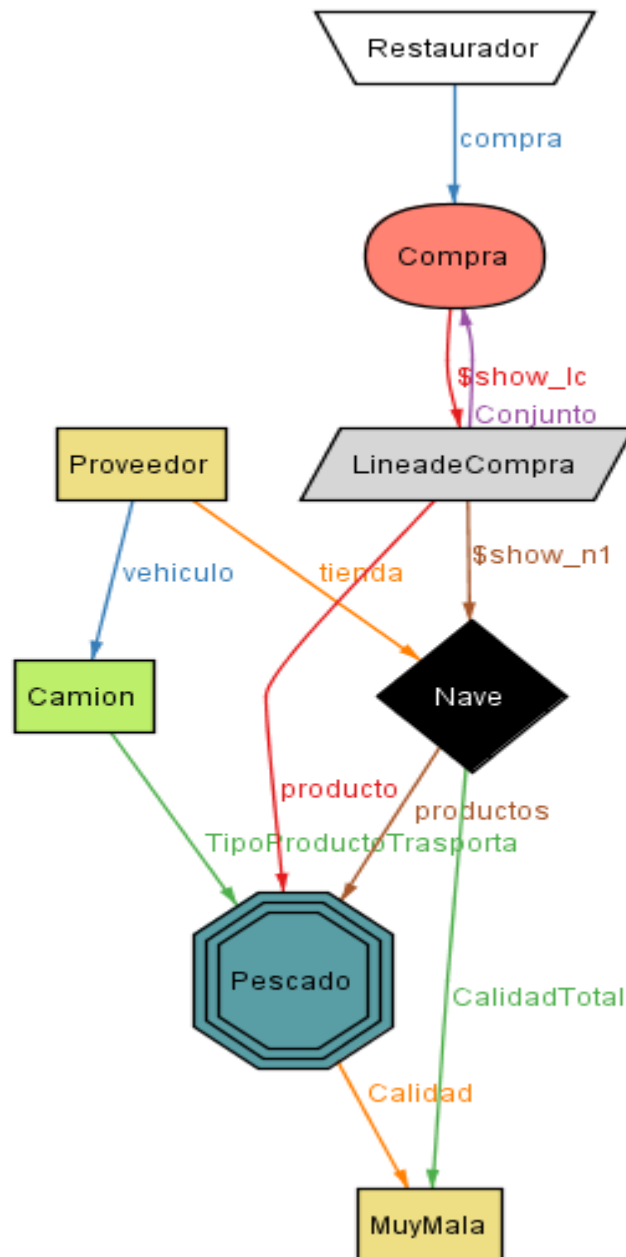 Restaurador
compra
Compra
$show_lc
Conjunto
Proveedor
LineadeCompra
vehiculo
tienda
$show_n1
Camion
Nave
producto
productos
TipoProductoTrasporta
Pescado
CalidadTotal
Calidad
MuyMala